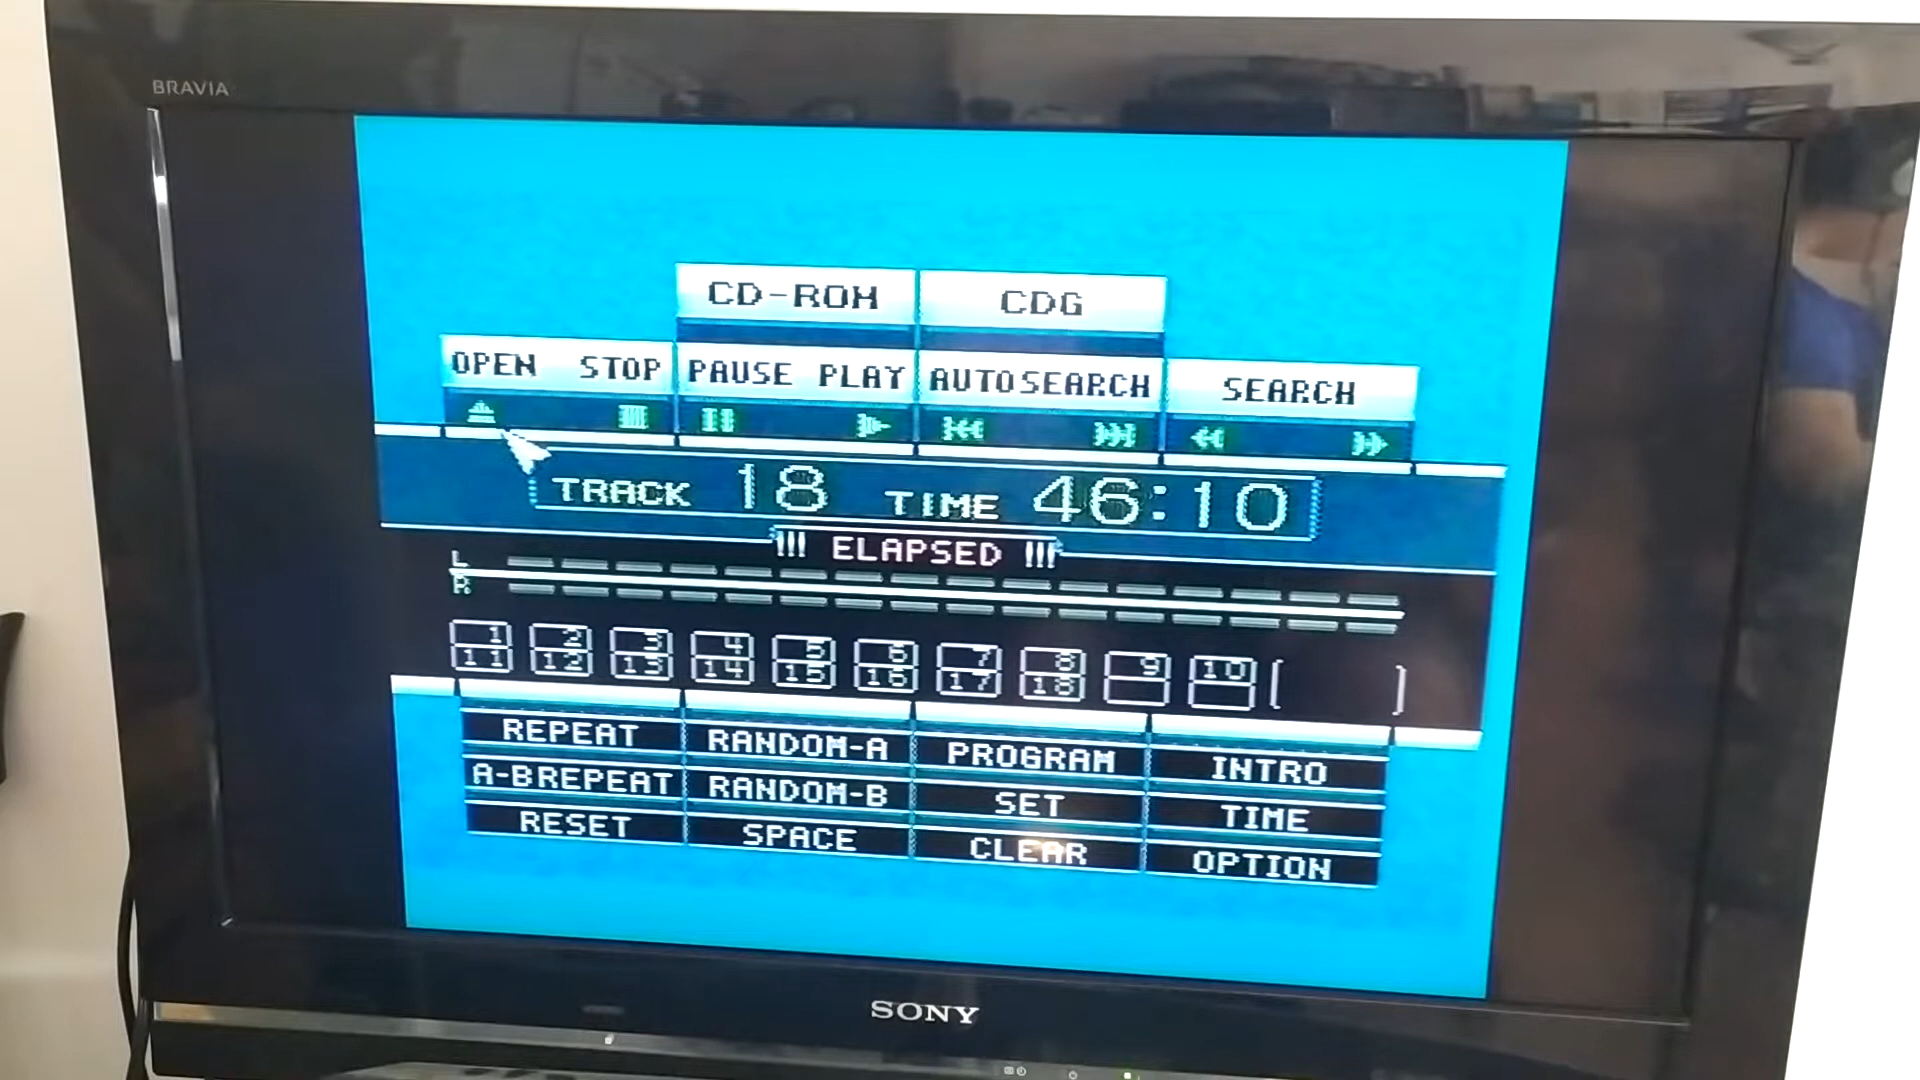 BRAVIA
CD-ROM CDG
OPEN STOP PAUSE PLAY AUTOSEARCH SEARCH
TRACK 18 TIME 46:10
!!! ELAPSED !!!
L
R
1 2 3 4 5 6 7 8 9 10 [ ]
11 12 13 14 15 16 17 18
REPEAT RANDOM-A PROGRAM INTRO
A-BREPEAT RANDOM-B SET TIME
RESET SPACE CLEAR OPTION
SONY